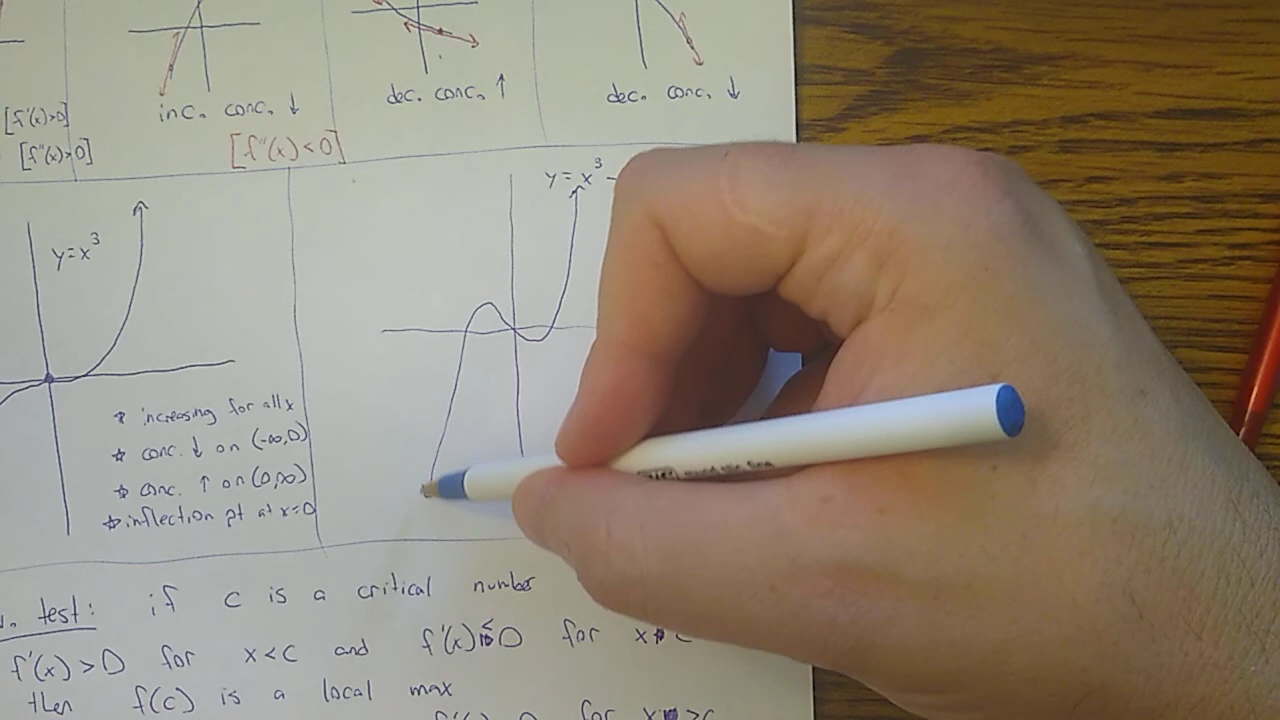 [f'(x)>0]
[f''(x)>0]
inc. conc. ↓
[f''(x)<0]
dec. conc. ↑
dec. conc. ↓
y=x³
* increasing for all x
* conc. ↓ on (-∞,0)
* conc. ↑ on (0,∞)
* inflection pt at x=0
y=x³-
test: if c is a critical number
f'(x)>0 for x<c and f'(x) 0 for x c
then f(c) is a local max
for x >c